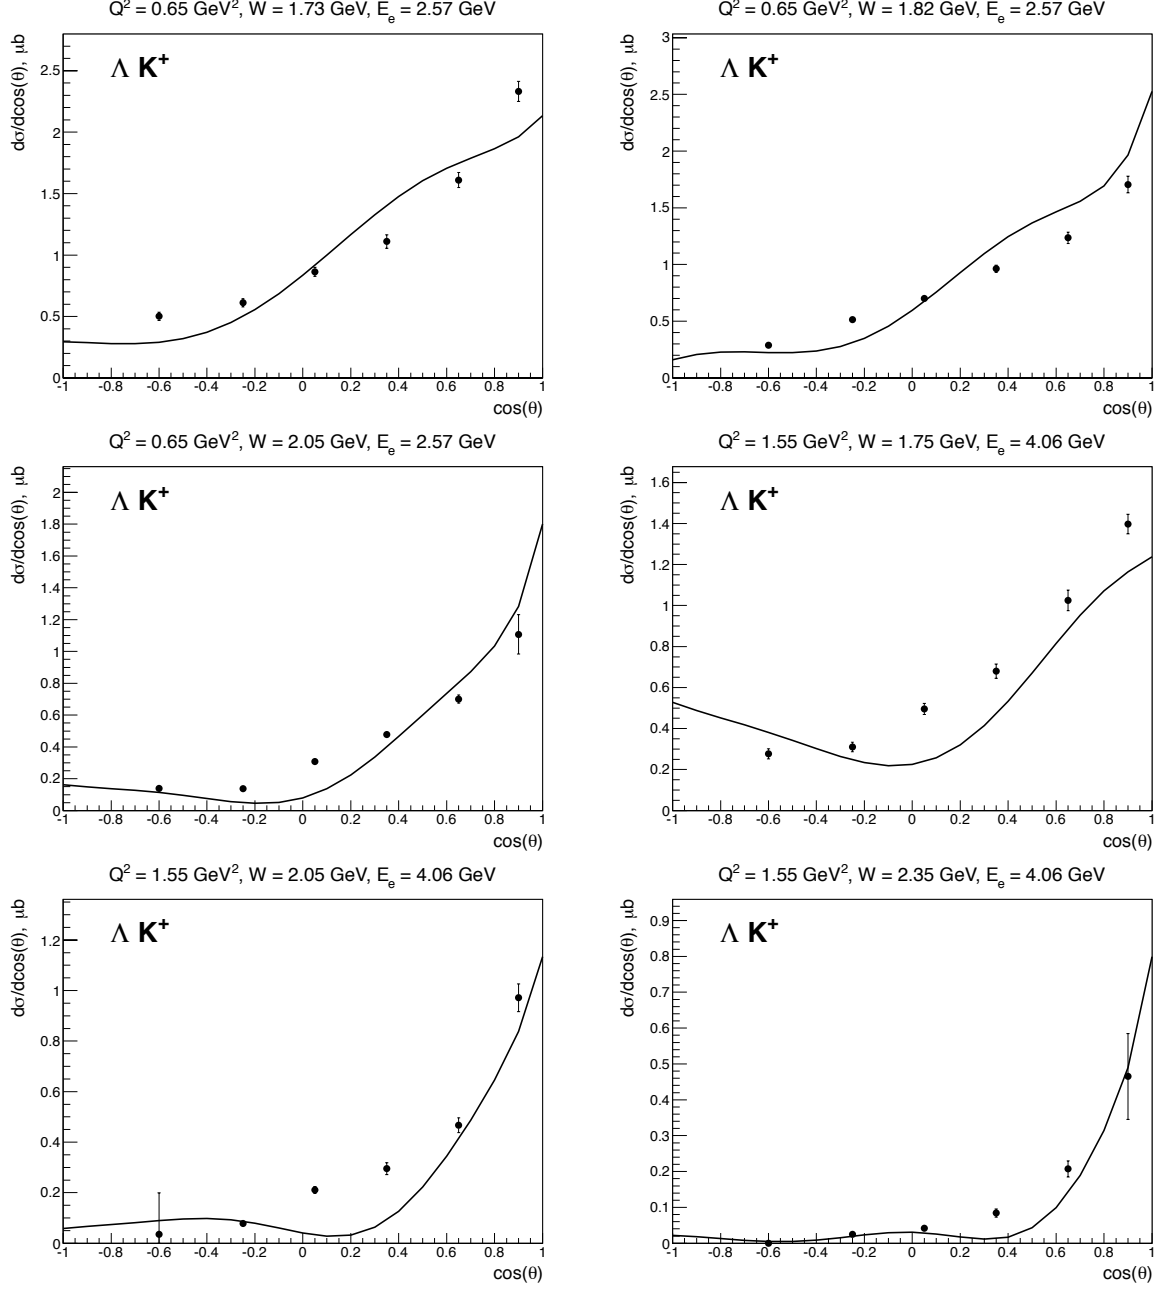 Q² = 0.65 GeV², W = 1.73 GeV, Eₑ = 2.57 GeV
dσ/dcos(θ), μb
Λ K⁺
2.5
2
1.5
1
0.5
0
-1 -0.8 -0.6 -0.4 -0.2 0 0.2 0.4 0.6 0.8 1
cos(θ)
Q² = 0.65 GeV², W = 1.82 GeV, Eₑ = 2.57 GeV
dσ/dcos(θ), μb
Λ K⁺
3
2.5
2
1.5
1
0.5
0
-1 -0.8 -0.6 -0.4 -0.2 0 0.2 0.4 0.6 0.8 1
cos(θ)
Q² = 0.65 GeV², W = 2.05 GeV, Eₑ = 2.57 GeV
dσ/dcos(θ), μb
Λ K⁺
2
1.8
1.6
1.4
1.2
1
0.8
0.6
0.4
0.2
0
-1 -0.8 -0.6 -0.4 -0.2 0 0.2 0.4 0.6 0.8 1
cos(θ)
Q² = 1.55 GeV², W = 1.75 GeV, Eₑ = 4.06 GeV
dσ/dcos(θ), μb
Λ K⁺
1.6
1.4
1.2
1
0.8
0.6
0.4
0.2
0
-1 -0.8 -0.6 -0.4 -0.2 0 0.2 0.4 0.6 0.8 1
cos(θ)
Q² = 1.55 GeV², W = 2.05 GeV, Eₑ = 4.06 GeV
dσ/dcos(θ), μb
Λ K⁺
1.2
1
0.8
0.6
0.4
0.2
0
-1 -0.8 -0.6 -0.4 -0.2 0 0.2 0.4 0.6 0.8 1
cos(θ)
Q² = 1.55 GeV², W = 2.35 GeV, Eₑ = 4.06 GeV
dσ/dcos(θ), μb
Λ K⁺
0.9
0.8
0.7
0.6
0.5
0.4
0.3
0.2
0.1
0
-1 -0.8 -0.6 -0.4 -0.2 0 0.2 0.4 0.6 0.8 1
cos(θ)